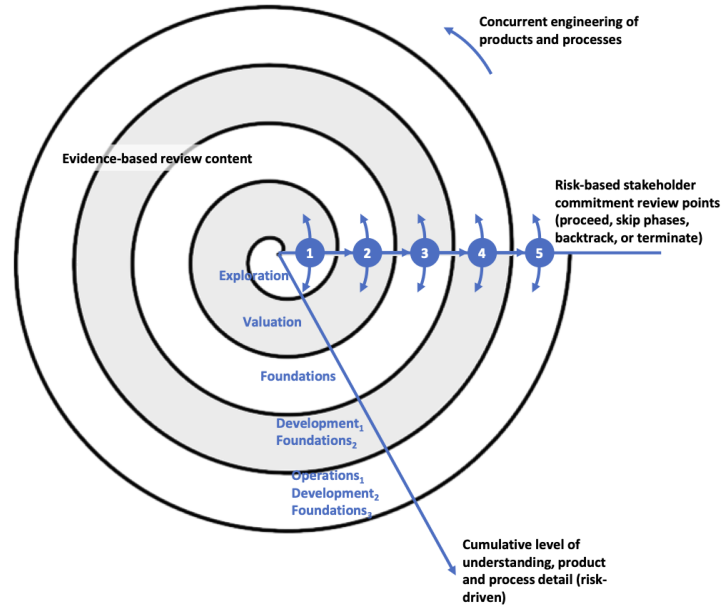 Concurrent engineering of
products and processes
Evidence-based review content
Risk-based stakeholder
commitment review points
(proceed, skip phases,
backtrack, or terminate)
1 2 3 4 5
Exploration
Valuation
Foundations
Development1
Foundations2
Operations1
Development2
Foundations3
Cumulative level of
understanding, product
and process detail (risk-
driven)